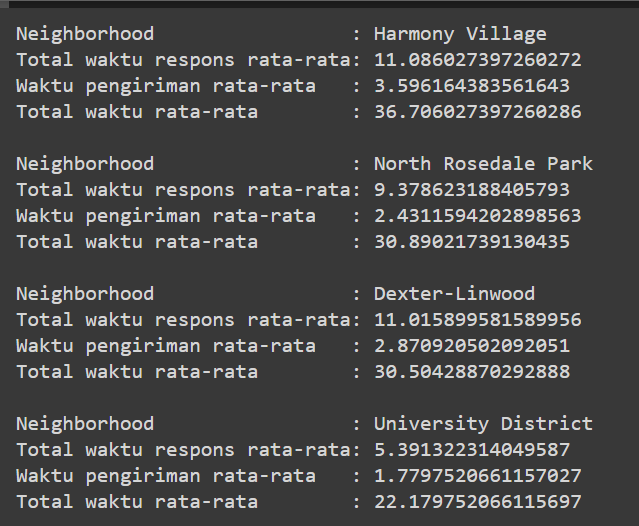 Neighborhood                 : Harmony Village
Total waktu respons rata-rata: 11.086027397260272
Waktu pengiriman rata-rata   : 3.596164383561643
Total waktu rata-rata        : 36.706027397260286

Neighborhood                 : North Rosedale Park
Total waktu respons rata-rata: 9.378623188405793
Waktu pengiriman rata-rata   : 2.4311594202898563
Total waktu rata-rata        : 30.89021739130435

Neighborhood                 : Dexter-Linwood
Total waktu respons rata-rata: 11.015899581589956
Waktu pengiriman rata-rata   : 2.870920502092051
Total waktu rata-rata        : 30.50428870292888

Neighborhood                 : University District
Total waktu respons rata-rata: 5.391322314049587
Waktu pengiriman rata-rata   : 1.7797520661157027
Total waktu rata-rata        : 22.179752066115697